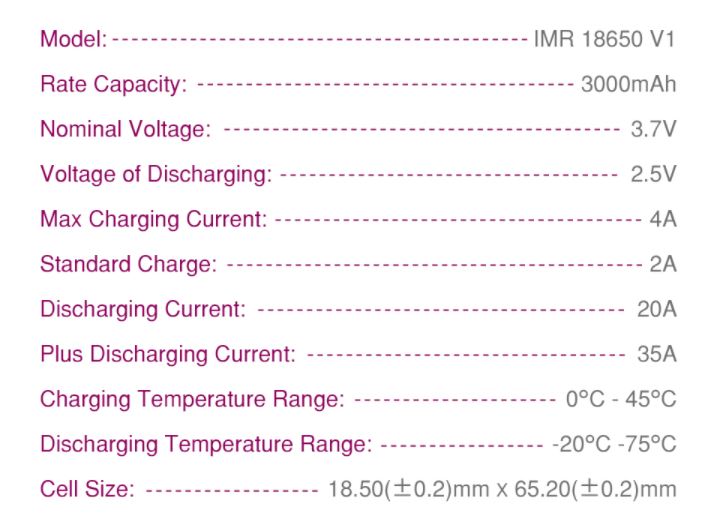 Model: IMR 18650 V1
Rate Capacity: 3000mAh
Nominal Voltage: 3.7V
Voltage of Discharging: 2.5V
Max Charging Current: 4A
Standard Charge: 2A
Discharging Current: 20A
Plus Discharging Current: 35A
Charging Temperature Range: 0°C - 45°C
Discharging Temperature Range: -20°C -75°C
Cell Size: 18.50(±0.2)mm x 65.20(±0.2)mm